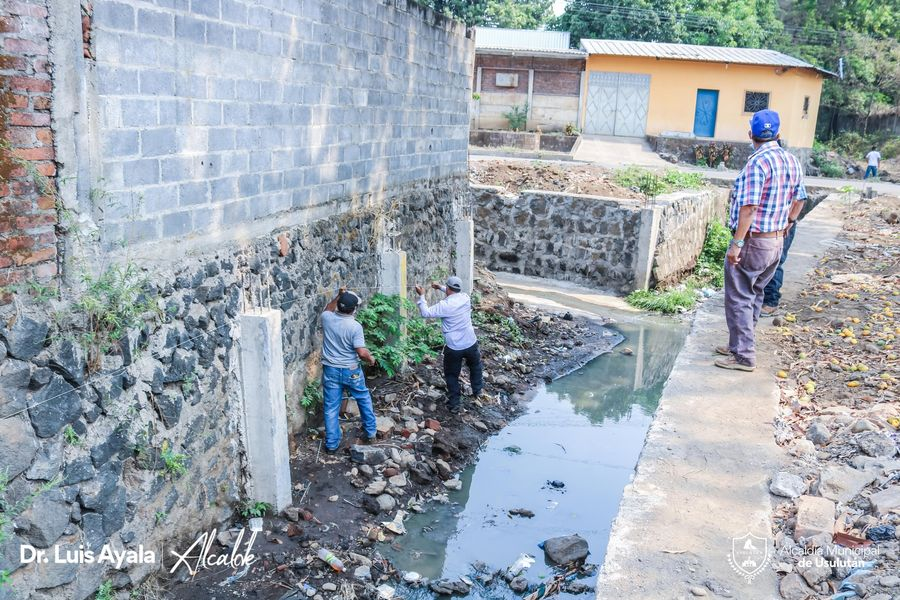 Dr. Luis Ayala
Alcalde
Alcaldía Municipal
de Usulután